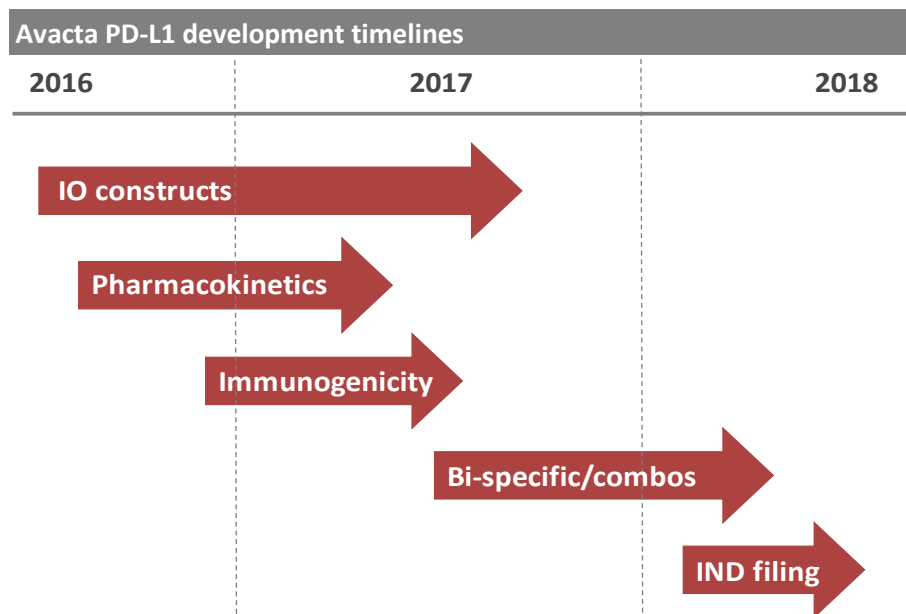 Avacta PD-L1 development timelines
2016 2017 2018
IO constructs
Pharmacokinetics
Immunogenicity
Bi-specific/combos
IND filing